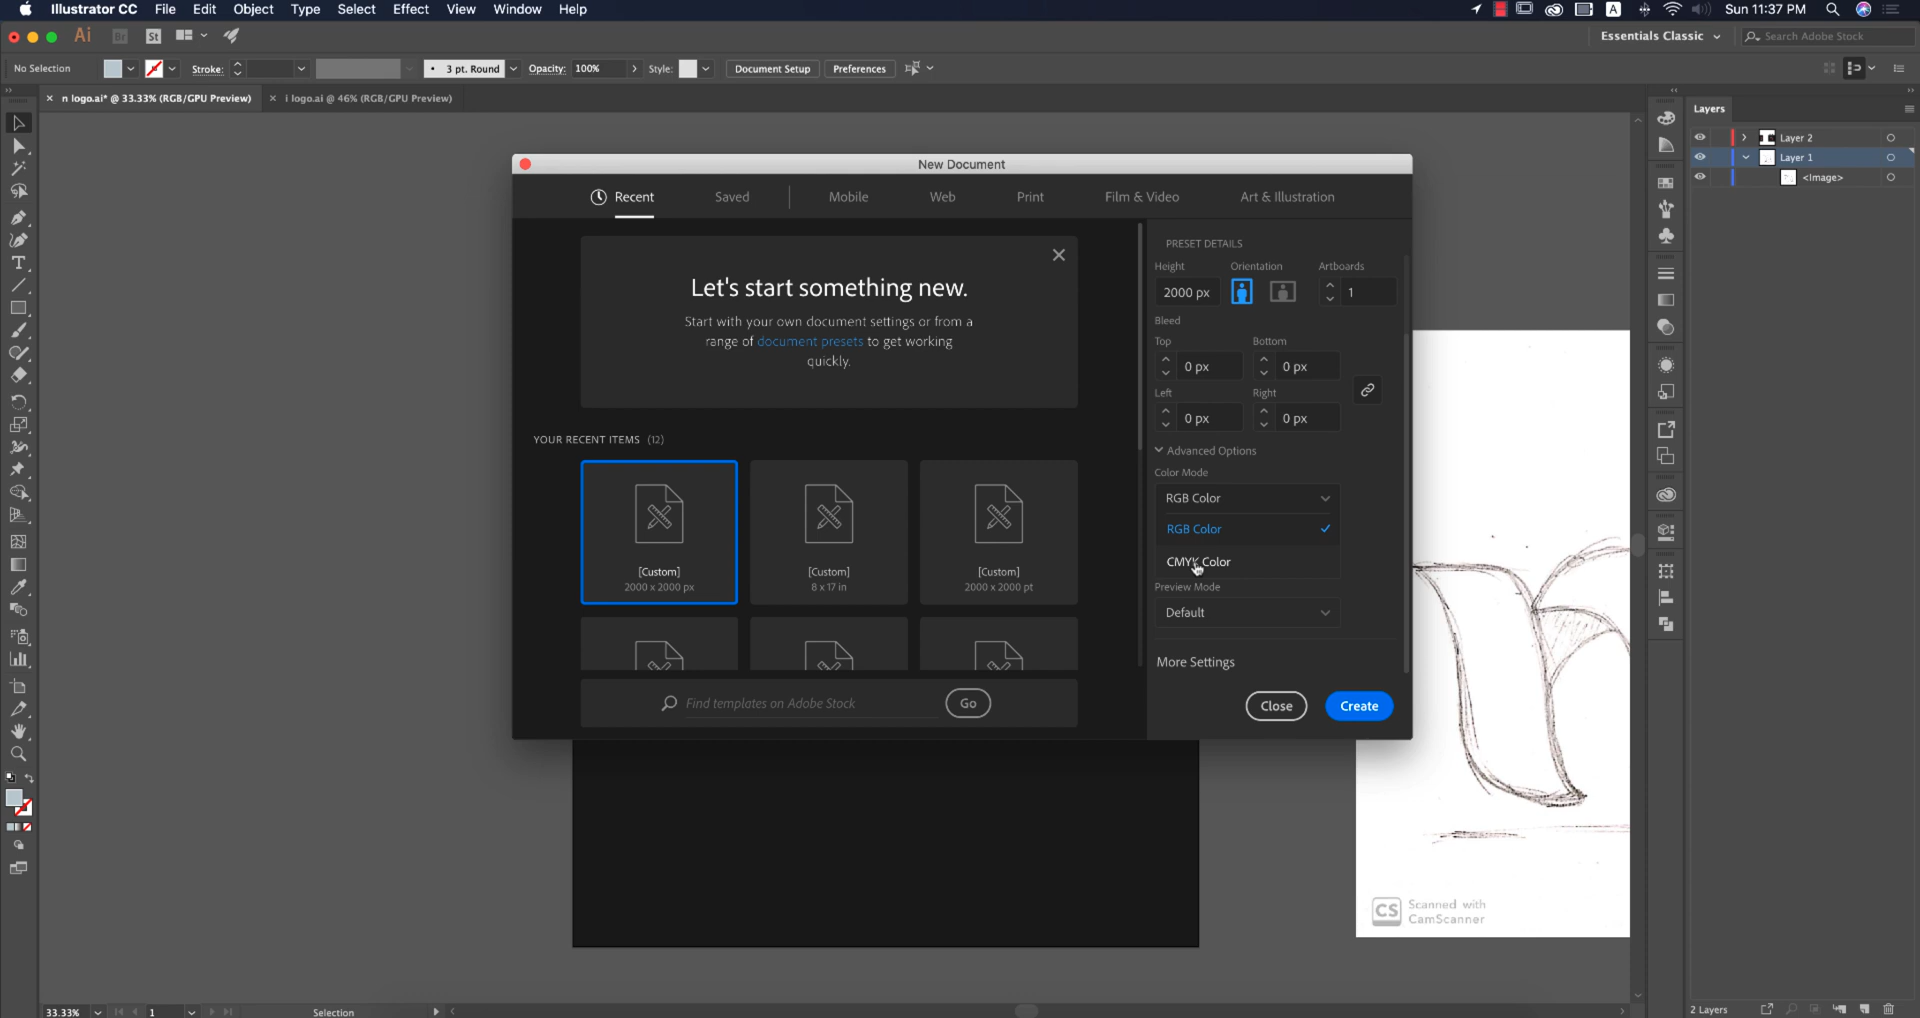 Illustrator CC File Edit Object Type Select Effect View Window Help
A Sun 11:37 PM
Ai Br St Essentials Classic Search Adobe Stock
No Selection Stroke: 3 pt. Round Opacity: 100% Style: Document Setup Preferences
n logo.ai* @ 33.33% (RGB/GPU Preview) i logo.ai @ 46% (RGB/GPU Preview)
Layers
Layer 2
Layer 1
<Image>
New Document
Recent Saved Mobile Web Print Film & Video Art & Illustration
Let's start something new.
Start with your own document settings or from a
range of document presets to get working
quickly.
YOUR RECENT ITEMS (12)
[Custom]
2000 x 2000 px
[Custom]
8 x 17 in
[Custom]
2000 x 2000 pt
Find templates on Adobe Stock Go
PRESET DETAILS
Height Orientation Artboards
2000 px 1
Bleed
Top Bottom
0 px 0 px
Left Right
0 px 0 px
Advanced Options
Color Mode
RGB Color
RGB Color
CMYK Color
Preview Mode
Default
More Settings
Close Create
CS Scanned with
CamScanner
33.33% 1 Selection
2 Layers